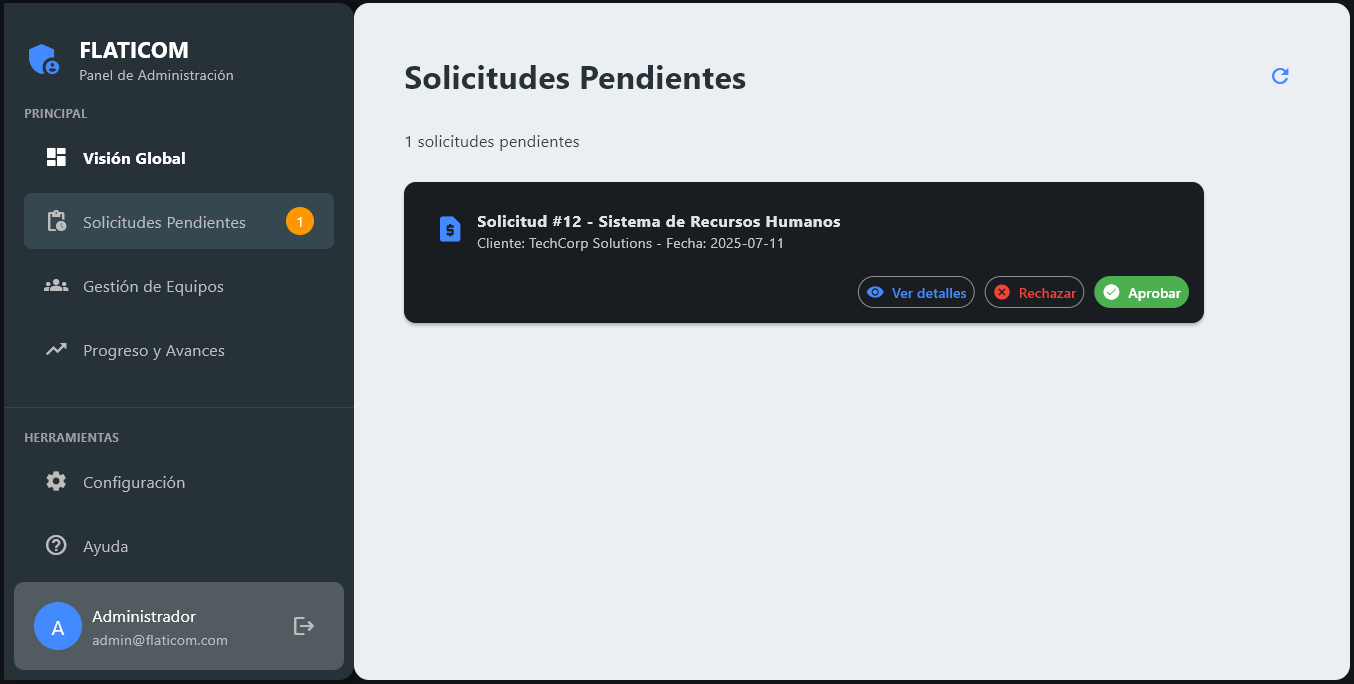 FLATICOM
Panel de Administración
PRINCIPAL
Visión Global
Solicitudes Pendientes
1
Gestión de Equipos
Progreso y Avances
HERRAMIENTAS
Configuración
Ayuda
A
Administrador
admin@flaticom.com
Solicitudes Pendientes
1 solicitudes pendientes
Solicitud #12 - Sistema de Recursos Humanos
Cliente: TechCorp Solutions - Fecha: 2025-07-11
Ver detalles
Rechazar
Aprobar